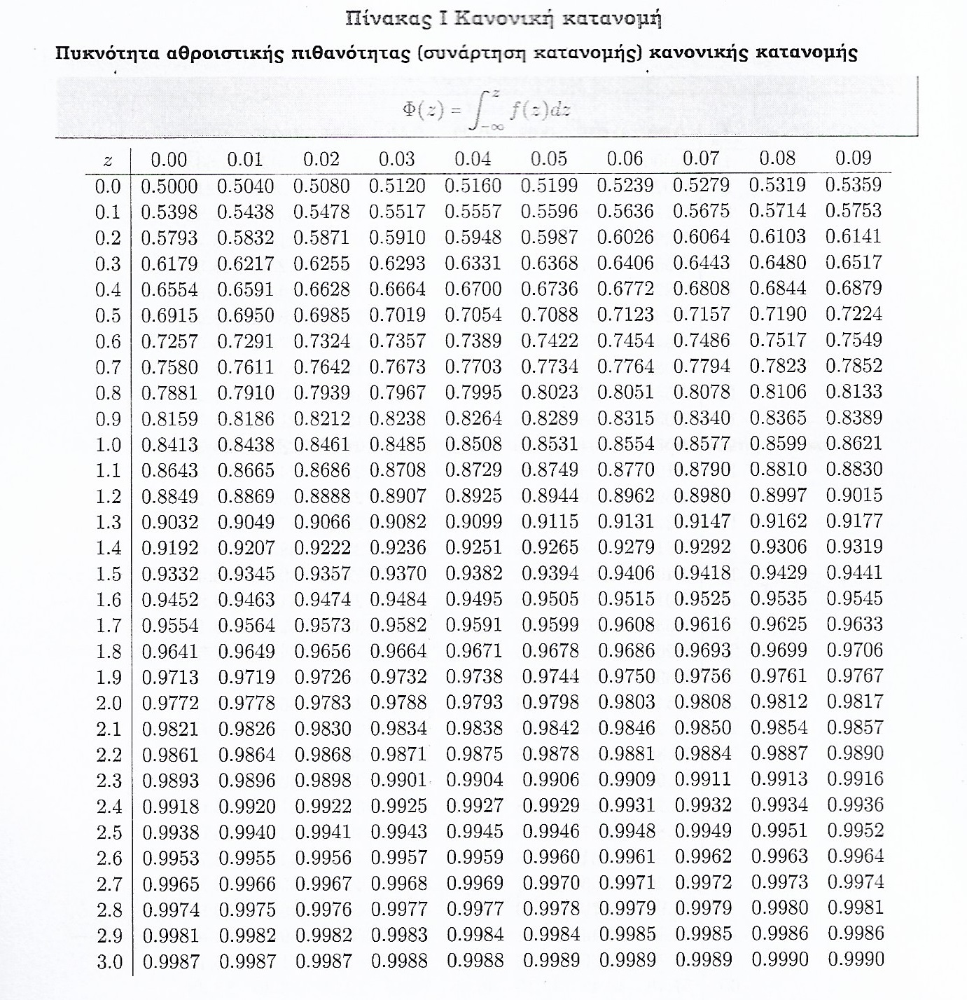 Πίνακας I Κανονική κατανομή
Πυκνότητα αθροιστικής πιθανότητας (συνάρτηση κατανομής) κανονικής κατανομής
Φ(z) = ∫_{-∞}^{z} f(z)dz
z 0.00 0.01 0.02 0.03 0.04 0.05 0.06 0.07 0.08 0.09
0.0 0.5000 0.5040 0.5080 0.5120 0.5160 0.5199 0.5239 0.5279 0.5319 0.5359
0.1 0.5398 0.5438 0.5478 0.5517 0.5557 0.5596 0.5636 0.5675 0.5714 0.5753
0.2 0.5793 0.5832 0.5871 0.5910 0.5948 0.5987 0.6026 0.6064 0.6103 0.6141
0.3 0.6179 0.6217 0.6255 0.6293 0.6331 0.6368 0.6406 0.6443 0.6480 0.6517
0.4 0.6554 0.6591 0.6628 0.6664 0.6700 0.6736 0.6772 0.6808 0.6844 0.6879
0.5 0.6915 0.6950 0.6985 0.7019 0.7054 0.7088 0.7123 0.7157 0.7190 0.7224
0.6 0.7257 0.7291 0.7324 0.7357 0.7389 0.7422 0.7454 0.7486 0.7517 0.7549
0.7 0.7580 0.7611 0.7642 0.7673 0.7703 0.7734 0.7764 0.7794 0.7823 0.7852
0.8 0.7881 0.7910 0.7939 0.7967 0.7995 0.8023 0.8051 0.8078 0.8106 0.8133
0.9 0.8159 0.8186 0.8212 0.8238 0.8264 0.8289 0.8315 0.8340 0.8365 0.8389
1.0 0.8413 0.8438 0.8461 0.8485 0.8508 0.8531 0.8554 0.8577 0.8599 0.8621
1.1 0.8643 0.8665 0.8686 0.8708 0.8729 0.8749 0.8770 0.8790 0.8810 0.8830
1.2 0.8849 0.8869 0.8888 0.8907 0.8925 0.8944 0.8962 0.8980 0.8997 0.9015
1.3 0.9032 0.9049 0.9066 0.9082 0.9099 0.9115 0.9131 0.9147 0.9162 0.9177
1.4 0.9192 0.9207 0.9222 0.9236 0.9251 0.9265 0.9279 0.9292 0.9306 0.9319
1.5 0.9332 0.9345 0.9357 0.9370 0.9382 0.9394 0.9406 0.9418 0.9429 0.9441
1.6 0.9452 0.9463 0.9474 0.9484 0.9495 0.9505 0.9515 0.9525 0.9535 0.9545
1.7 0.9554 0.9564 0.9573 0.9582 0.9591 0.9599 0.9608 0.9616 0.9625 0.9633
1.8 0.9641 0.9649 0.9656 0.9664 0.9671 0.9678 0.9686 0.9693 0.9699 0.9706
1.9 0.9713 0.9719 0.9726 0.9732 0.9738 0.9744 0.9750 0.9756 0.9761 0.9767
2.0 0.9772 0.9778 0.9783 0.9788 0.9793 0.9798 0.9803 0.9808 0.9812 0.9817
2.1 0.9821 0.9826 0.9830 0.9834 0.9838 0.9842 0.9846 0.9850 0.9854 0.9857
2.2 0.9861 0.9864 0.9868 0.9871 0.9875 0.9878 0.9881 0.9884 0.9887 0.9890
2.3 0.9893 0.9896 0.9898 0.9901 0.9904 0.9906 0.9909 0.9911 0.9913 0.9916
2.4 0.9918 0.9920 0.9922 0.9925 0.9927 0.9929 0.9931 0.9932 0.9934 0.9936
2.5 0.9938 0.9940 0.9941 0.9943 0.9945 0.9946 0.9948 0.9949 0.9951 0.9952
2.6 0.9953 0.9955 0.9956 0.9957 0.9959 0.9960 0.9961 0.9962 0.9963 0.9964
2.7 0.9965 0.9966 0.9967 0.9968 0.9969 0.9970 0.9971 0.9972 0.9973 0.9974
2.8 0.9974 0.9975 0.9976 0.9977 0.9977 0.9978 0.9979 0.9979 0.9980 0.9981
2.9 0.9981 0.9982 0.9982 0.9983 0.9984 0.9984 0.9985 0.9985 0.9986 0.9986
3.0 0.9987 0.9987 0.9987 0.9988 0.9988 0.9989 0.9989 0.9989 0.9990 0.9990